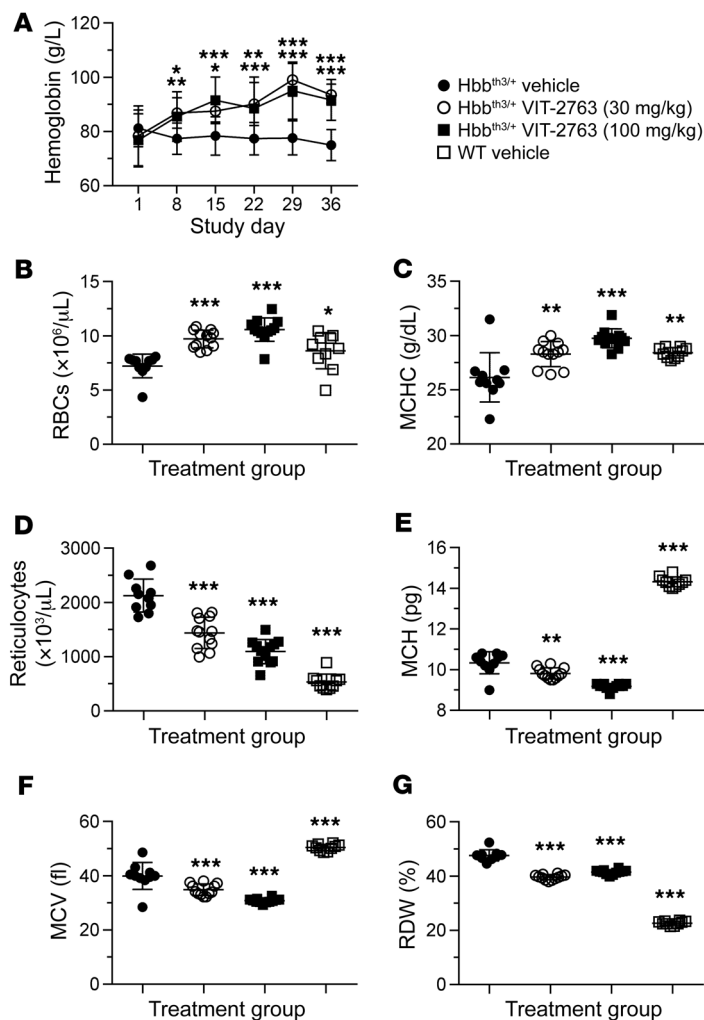 A
Hemoglobin (g/L)
120
100
80
60
*
**
***
*
**
***
***
***
***
***
1 8 15 22 29 36
Study day
Hbbth3/+ vehicle
Hbbth3/+ VIT-2763 (30 mg/kg)
Hbbth3/+ VIT-2763 (100 mg/kg)
WT vehicle
B
RBCs (×10⁶/μL)
15
10
5
0
***
***
*
Treatment group
C
MCHC (g/dL)
35
30
25
20
**
***
**
Treatment group
D
Reticulocytes
(×10³/μL)
3000
2000
1000
0
***
***
***
Treatment group
E
MCH (pg)
16
14
12
10
8
**
***
***
Treatment group
F
MCV (fl)
60
40
20
0
***
***
***
Treatment group
G
RDW (%)
60
40
20
0
***
***
***
Treatment group